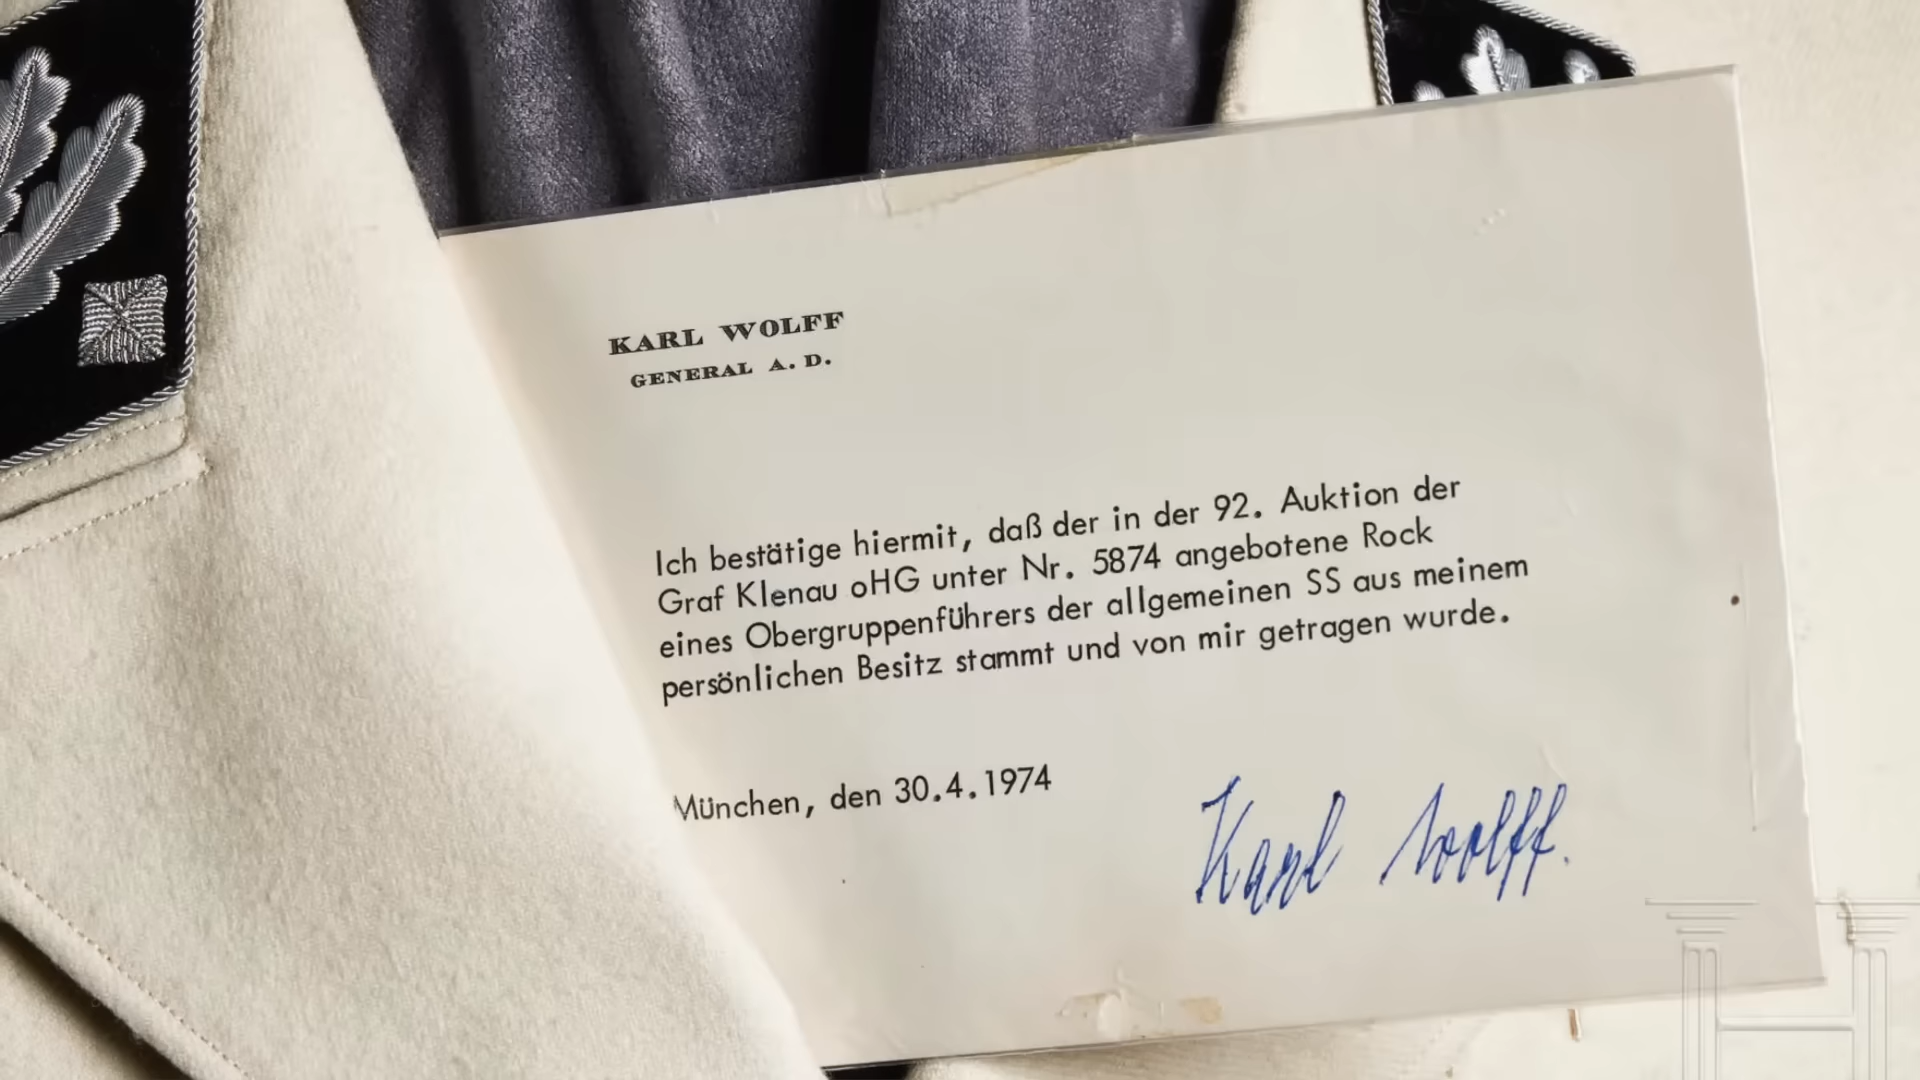 KARL WOLFF
GENERAL A. D.
Ich bestätige hiermit, daß der in der 92. Auktion der
Graf Klenau oHG unter Nr. 5874 angebotene Rock
eines Obergruppenführers der allgemeinen SS aus meinem
persönlichen Besitz stammt und von mir getragen wurde.
München, den 30.4.1974
Karl Wolff.
H